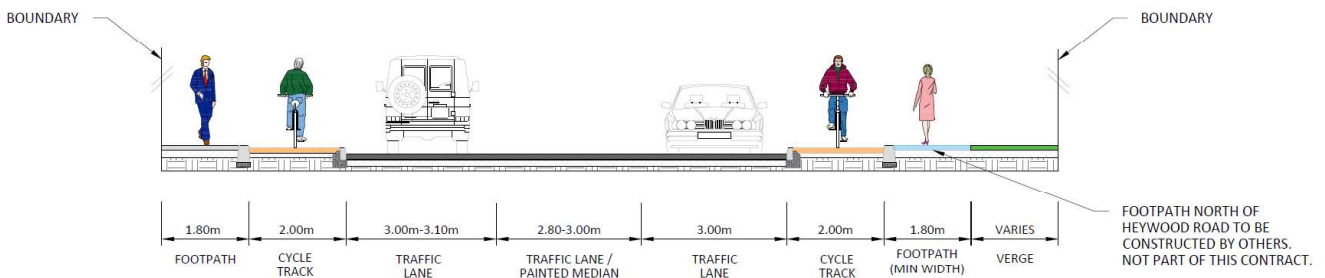 BOUNDARY
BOUNDARY
1.80m
2.00m
3.00m-3.10m
2.80-3.00m
3.00m
2.00m
1.80m
VARIES
FOOTPATH
CYCLE
TRACK
TRAFFIC
LANE
TRAFFIC LANE /
PAINTED MEDIAN
TRAFFIC
LANE
CYCLE
TRACK
FOOTPATH
(MIN WIDTH)
VERGE
FOOTPATH NORTH OF
HEYWOOD ROAD TO BE
CONSTRUCTED BY OTHERS.
NOT PART OF THIS CONTRACT.